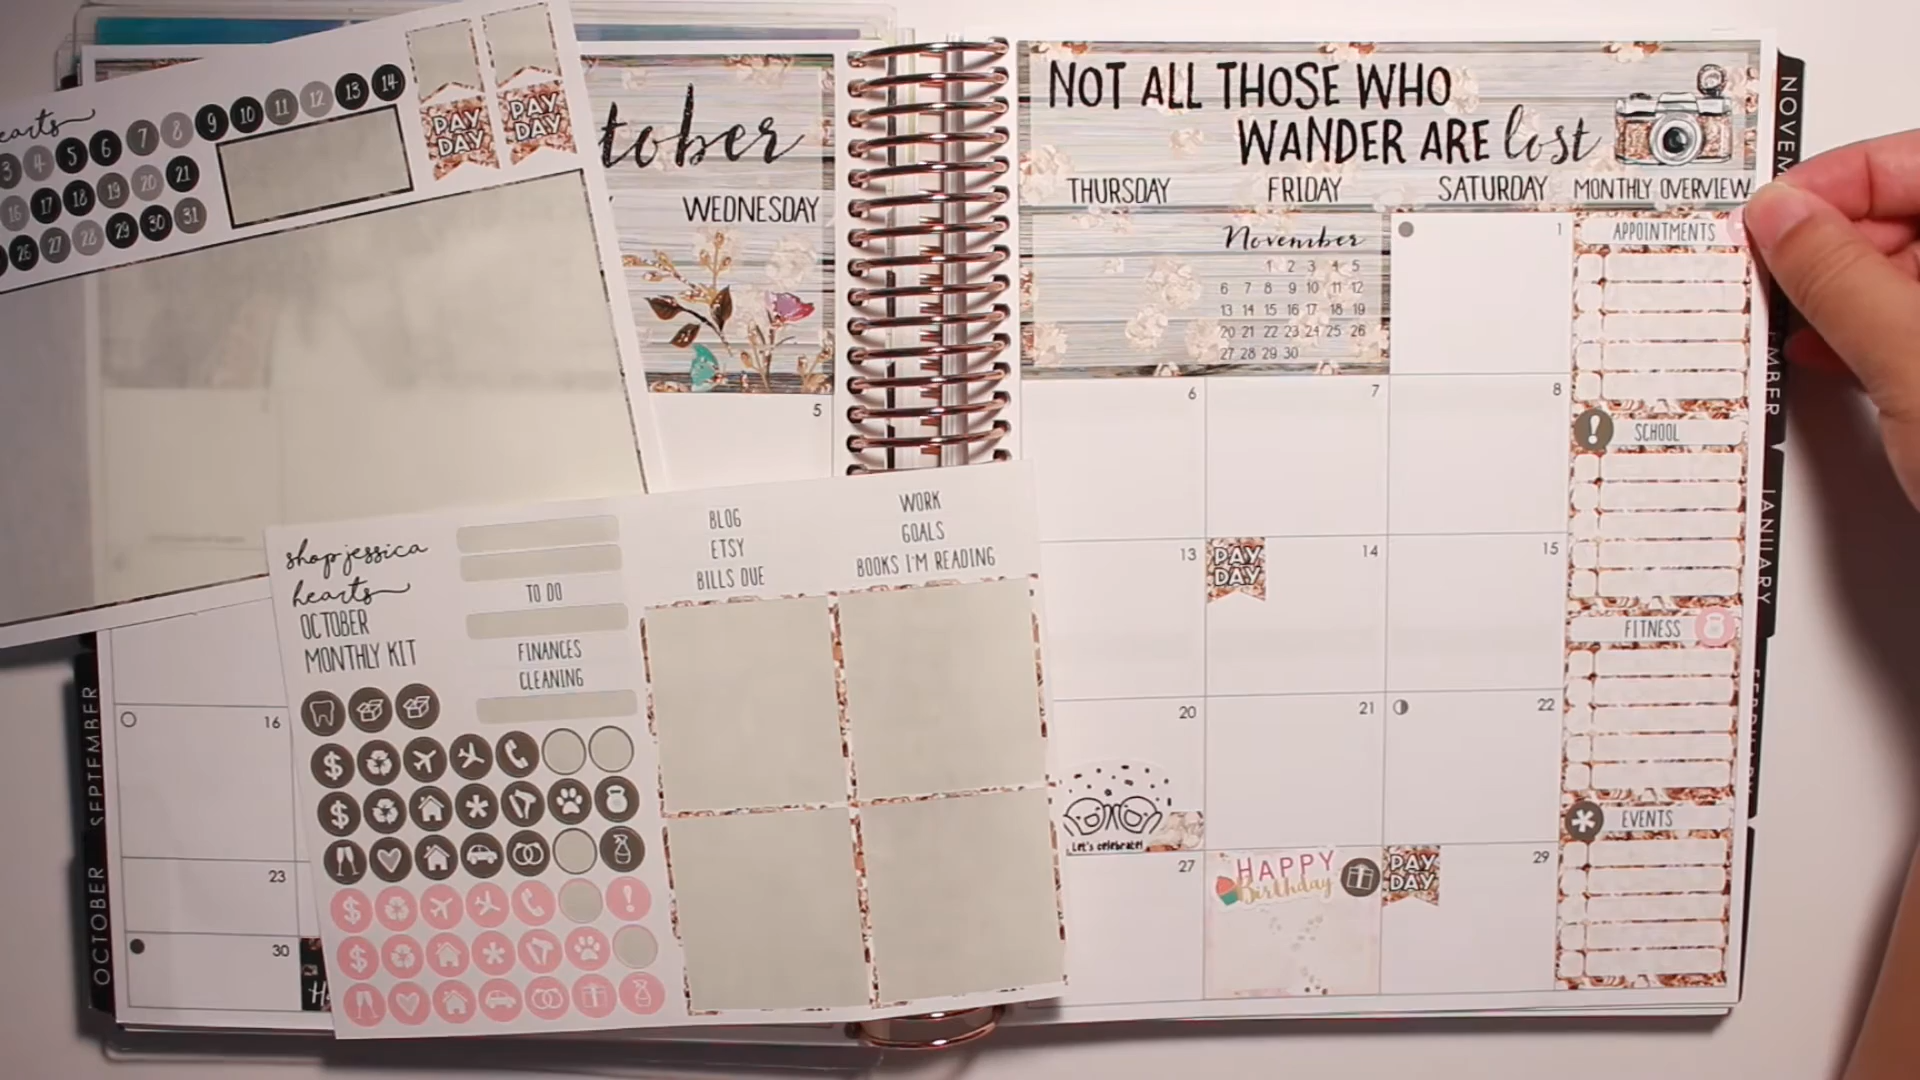 earts
3 4 5 6 7 8 9 10 11 12 13 14
16 17 18 19 20 21
26 27 28 29 30 31
PAY
DAY
PAY
DAY
tober
WEDNESDAY
5
16
23
30
NOT ALL THOSE WHO
WANDER ARE lost
THURSDAY FRIDAY SATURDAY MONTHLY OVERVIEW
November
1 2 3 4 5
6 7 8 9 10 11 12
13 14 15 16 17 18 19
20 21 22 23 24 25 26
27 28 29 30
1
6 7 8
13 14 15
PAY
DAY
20 21 22
Let's celebrate!
27 29
HAPPY
Birthday
PAY
DAY
APPOINTMENTS
!
SCHOOL
FITNESS
*
EVENTS
shopjessica
hearts
OCTOBER
MONTHLY KIT
TO DO
FINANCES
CLEANING
BLOG
ETSY
BILLS DUE
WORK
GOALS
BOOKS I'M READING
$
$
*
$
!
$
*
SEPTEMBER
OCTOBER
NOVEM
EMBER
JANUARY